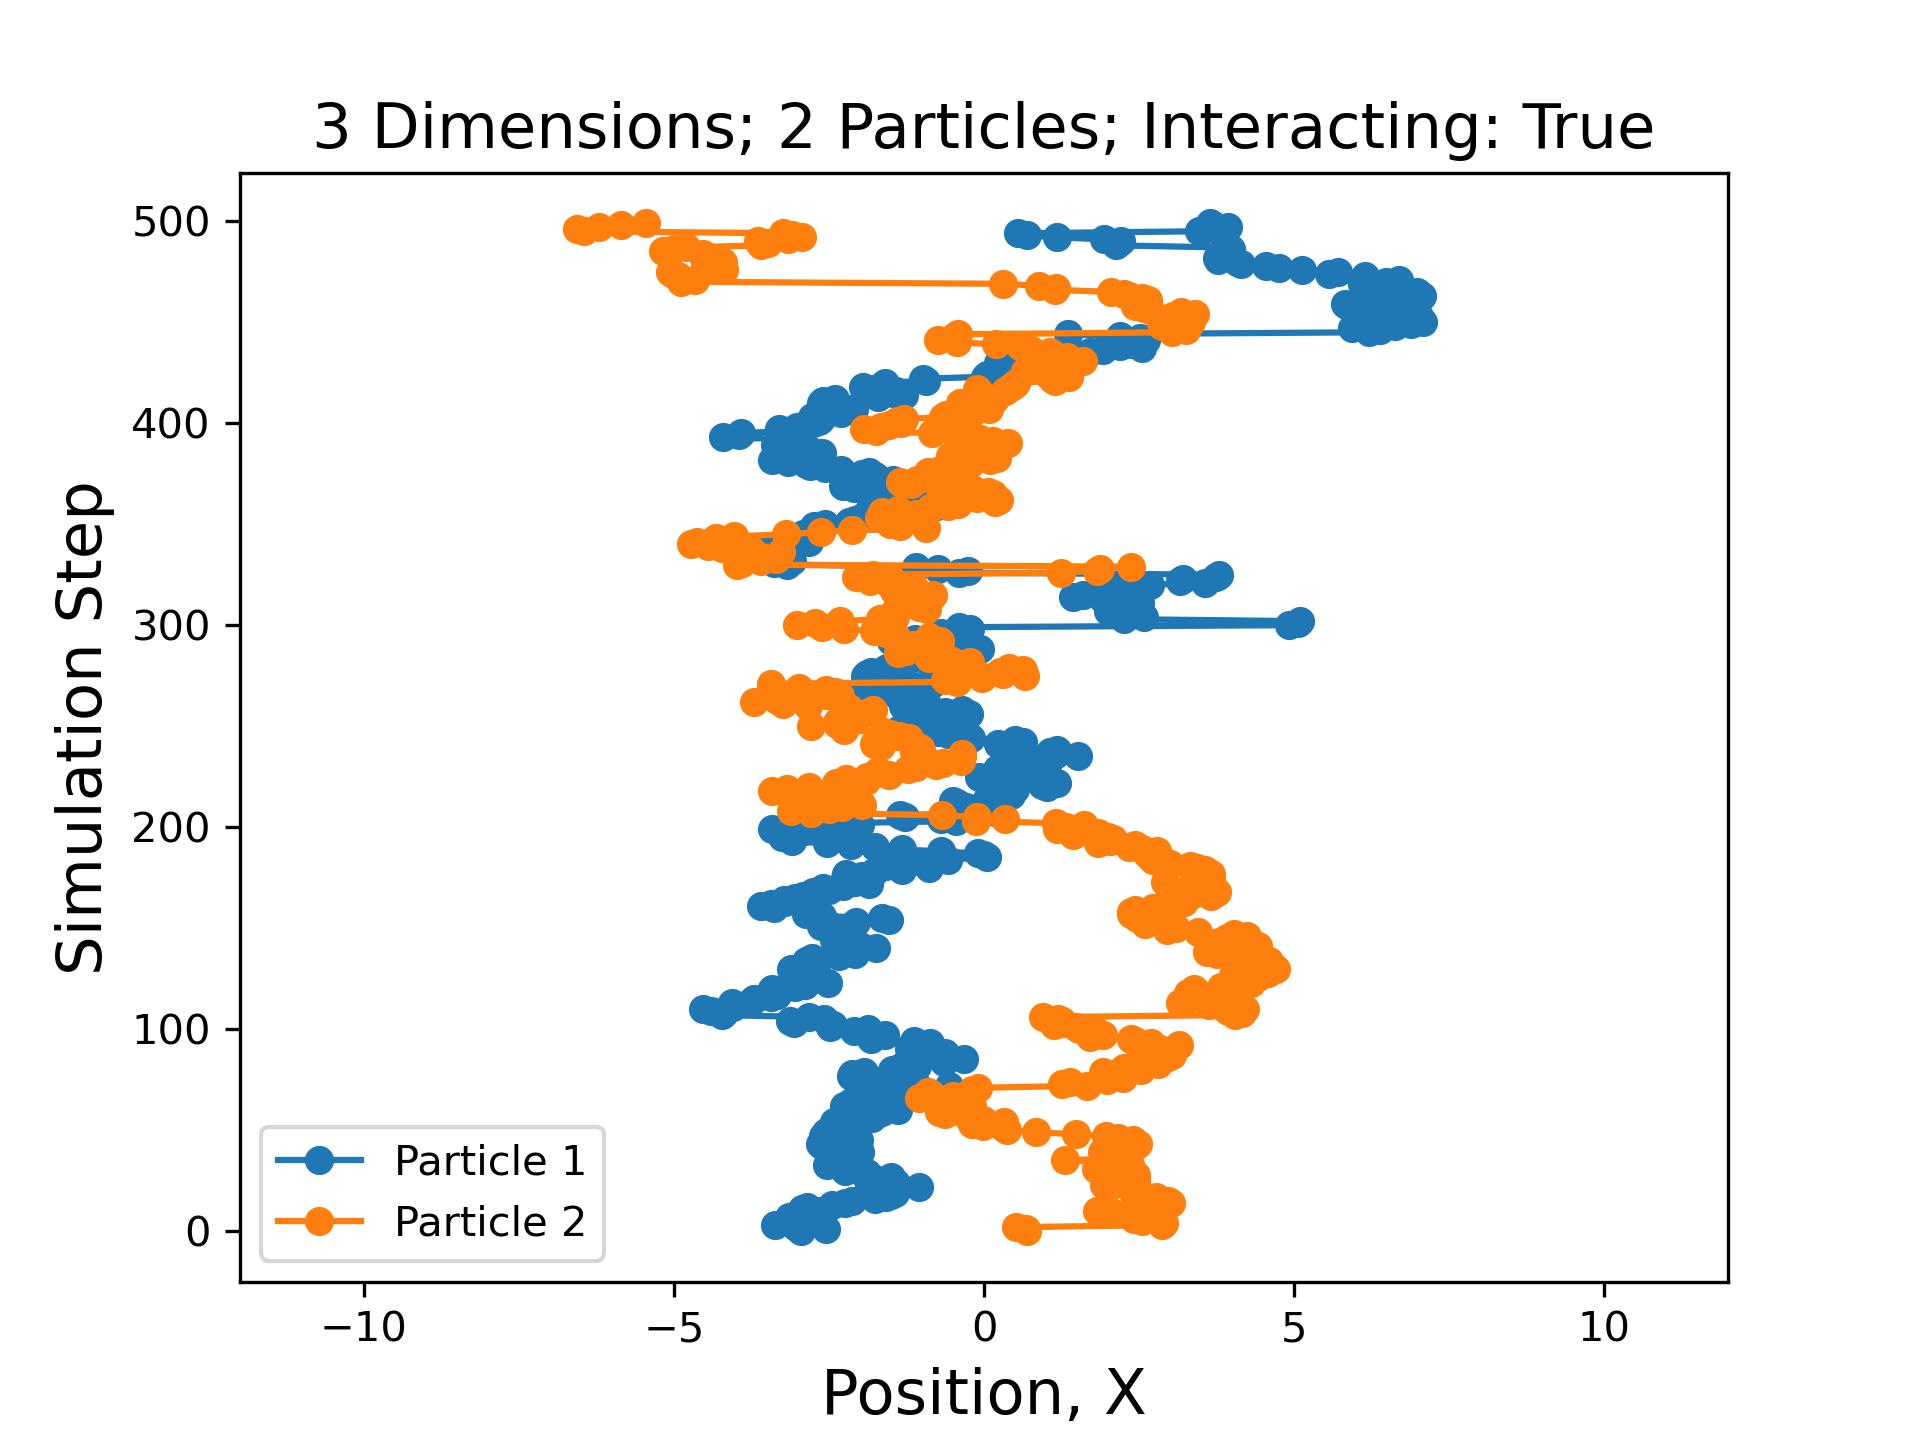 3 Dimensions; 2 Particles; Interacting: True
Simulation Step
500
400
300
200
100
0
Particle 1
Particle 2
−10
−5
0
5
10
Position, X